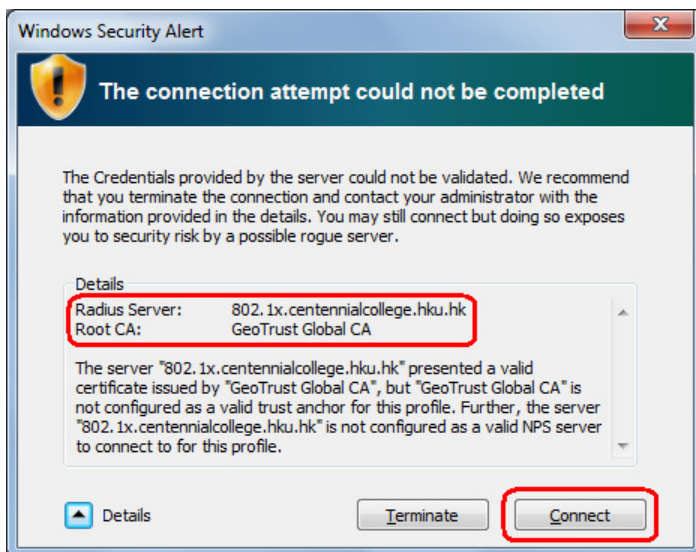 Windows Security Alert
The connection attempt could not be completed
The Credentials provided by the server could not be validated. We recommend
that you terminate the connection and contact your administrator with the
information provided in the details. You may still connect but doing so exposes
you to security risk by a possible rogue server.
Details
Radius Server: 802.1x.centennialcollege.hku.hk
Root CA: GeoTrust Global CA
The server "802.1x.centennialcollege.hku.hk" presented a valid
certificate issued by "GeoTrust Global CA", but "GeoTrust Global CA" is
not configured as a valid trust anchor for this profile. Further, the server
"802.1x.centennialcollege.hku.hk" is not configured as a valid NPS server
to connect to for this profile.
Details Terminate Connect